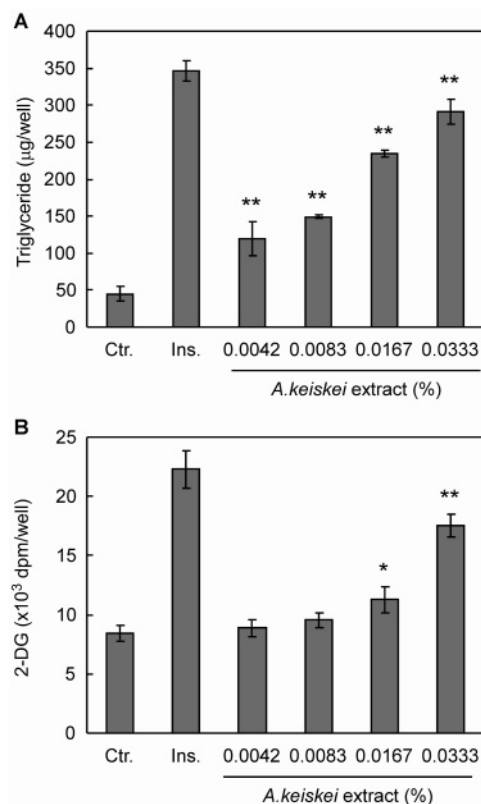 A
Triglyceride (µg/well)
400
350
300
250
200
150
100
50
0
** ** ** **
Ctr. Ins. 0.0042 0.0083 0.0167 0.0333
A.keiskei extract (%)
B
2-DG (x10³ dpm/well)
25
20
15
10
5
0
* **
Ctr. Ins. 0.0042 0.0083 0.0167 0.0333
A.keiskei extract (%)